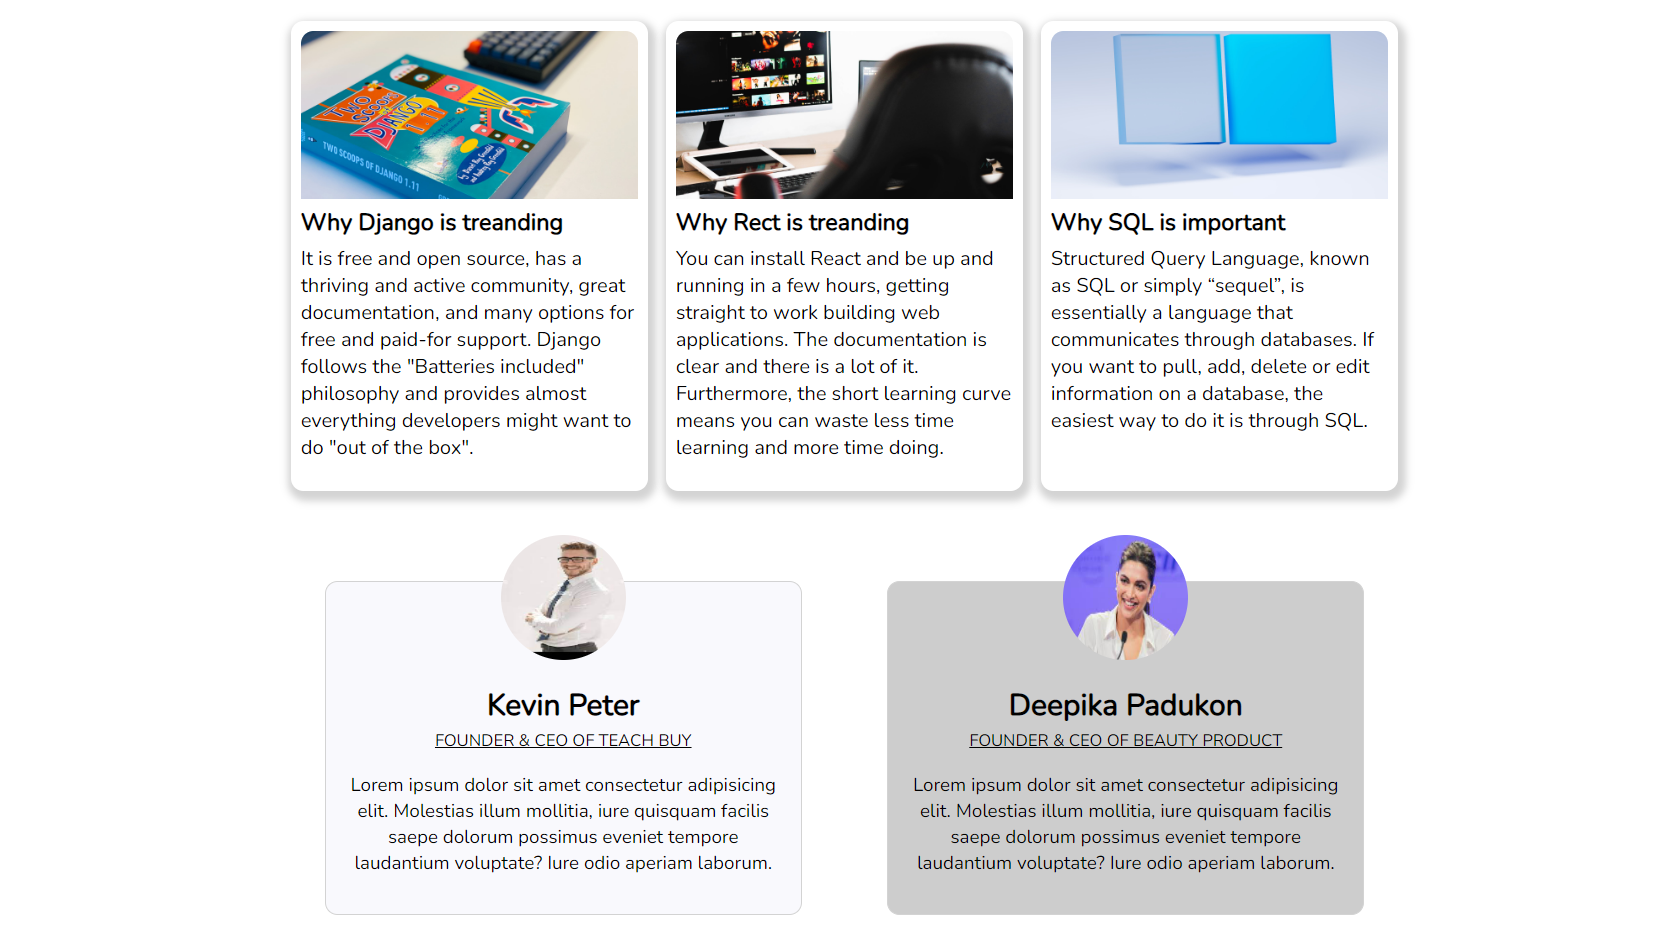 TWO
SCOOPS
DJANGO
1.11
TWO SCOOPS OF DJANGO 1.11
Why Django is treanding
It is free and open source, has a
thriving and active community, great
documentation, and many options for
free and paid-for support. Django
follows the "Batteries included"
philosophy and provides almost
everything developers might want to
do "out of the box".
Why Rect is treanding
You can install React and be up and
running in a few hours, getting
straight to work building web
applications. The documentation is
clear and there is a lot of it.
Furthermore, the short learning curve
means you can waste less time
learning and more time doing.
Why SQL is important
Structured Query Language, known
as SQL or simply “sequel”, is
essentially a language that
communicates through databases. If
you want to pull, add, delete or edit
information on a database, the
easiest way to do it is through SQL.
Kevin Peter
FOUNDER & CEO OF TEACH BUY
Lorem ipsum dolor sit amet consectetur adipisicing
elit. Molestias illum mollitia, iure quisquam facilis
saepe dolorum possimus eveniet tempore
laudantium voluptate? Iure odio aperiam laborum.
Deepika Padukon
FOUNDER & CEO OF BEAUTY PRODUCT
Lorem ipsum dolor sit amet consectetur adipisicing
elit. Molestias illum mollitia, iure quisquam facilis
saepe dolorum possimus eveniet tempore
laudantium voluptate? Iure odio aperiam laborum.